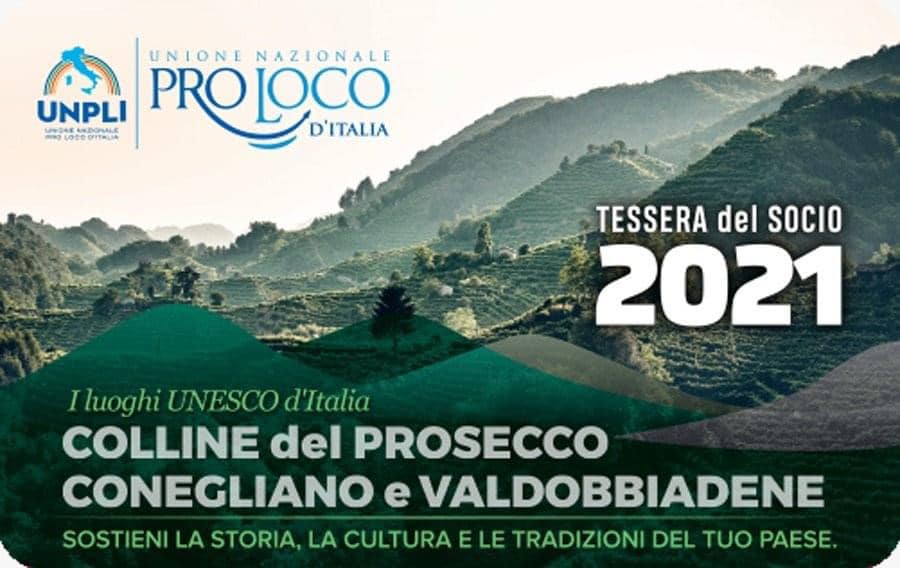 UNPLI
UNIONE NAZIONALE
PRO LOCO D'ITALIA
UNIONE NAZIONALE
PRO LOCO
D'ITALIA
TESSERA del SOCIO
2021
I luoghi UNESCO d'Italia
COLLINE del PROSECCO
CONEGLIANO e VALDOBBIADENE
SOSTIENI LA STORIA, LA CULTURA E LE TRADIZIONI DEL TUO PAESE.